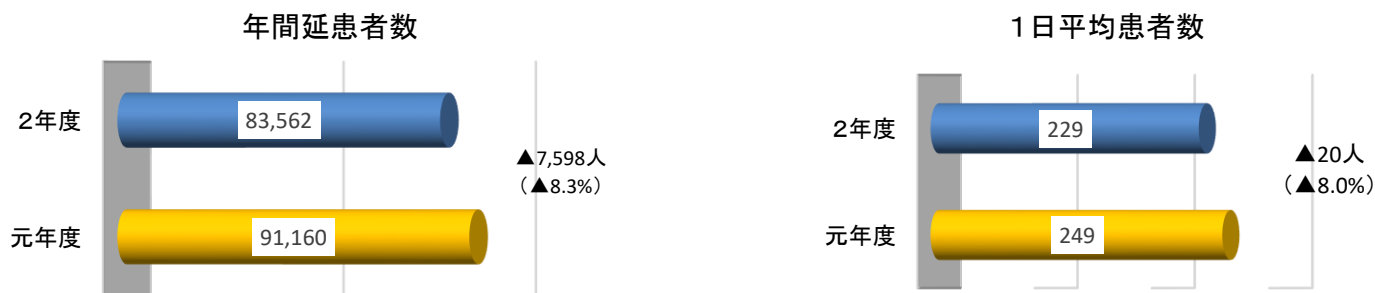 年間延患者数
2年度
83,562
元年度
91,160
▲7,598人
(▲8.3%)
1日平均患者数
2年度
229
元年度
249
▲20人
(▲8.0%)